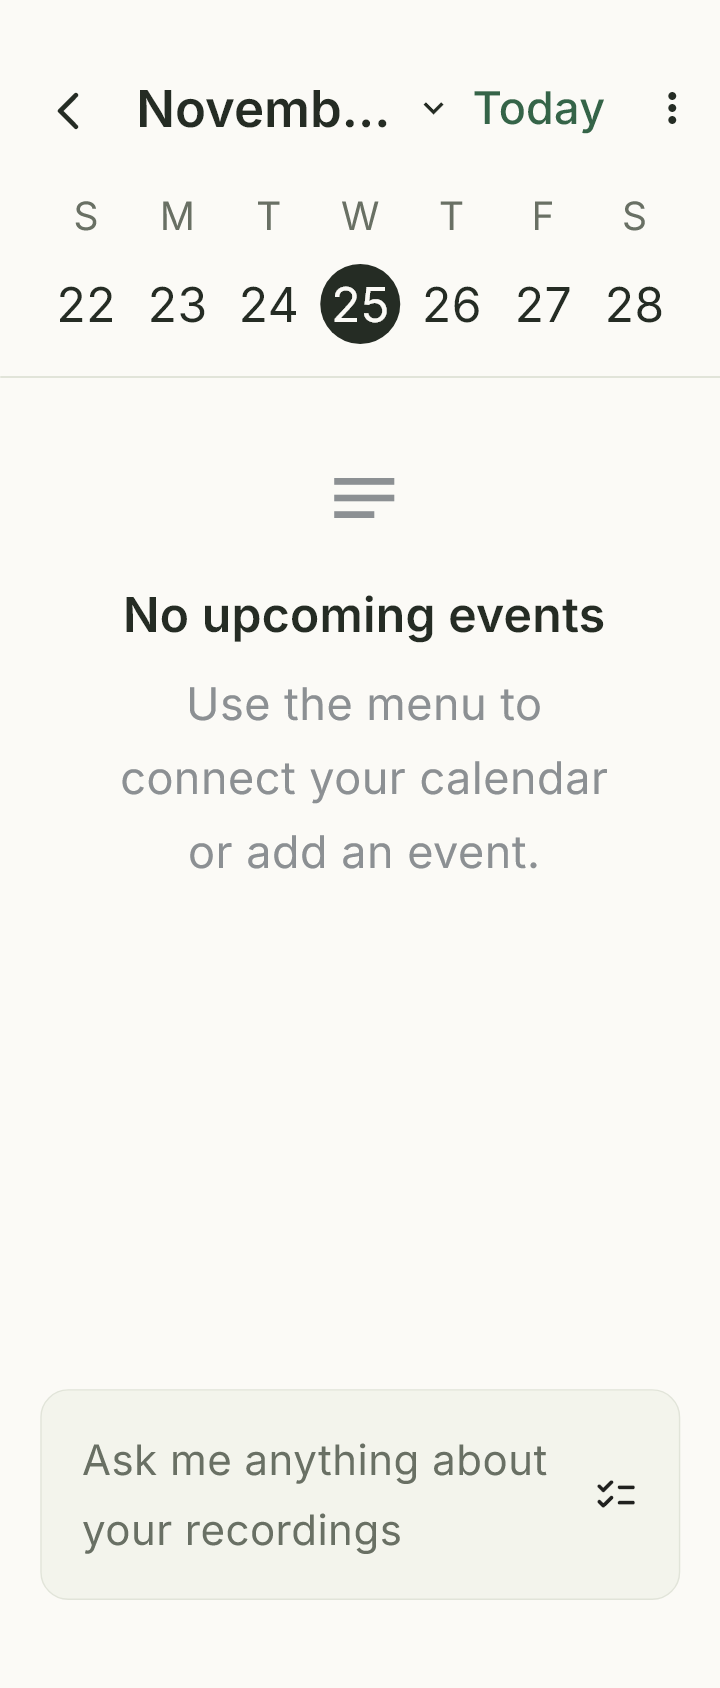 Novemb... Today
S M T W T F S
22 23 24 25 26 27 28
No upcoming events
Use the menu to
connect your calendar
or add an event.
Ask me anything about
your recordings